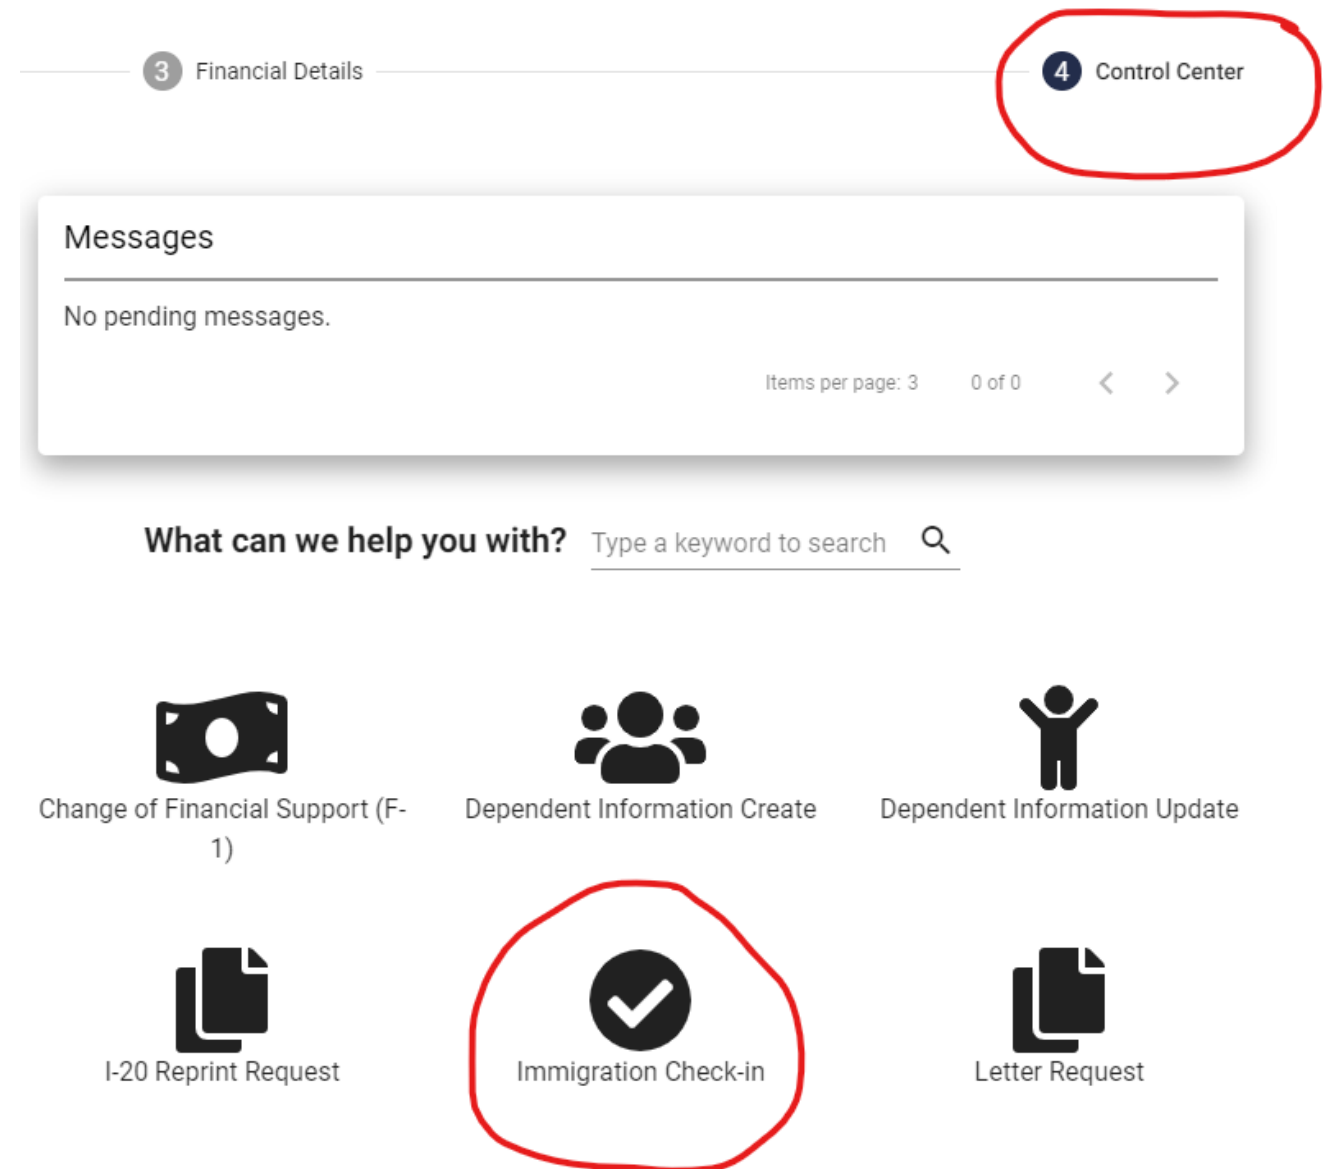 3 Financial Details
4 Control Center
Messages
No pending messages.
Items per page: 3 0 of 0
What can we help you with? Type a keyword to search
Change of Financial Support (F-
1)
Dependent Information Create
Dependent Information Update
I-20 Reprint Request
Immigration Check-in
Letter Request